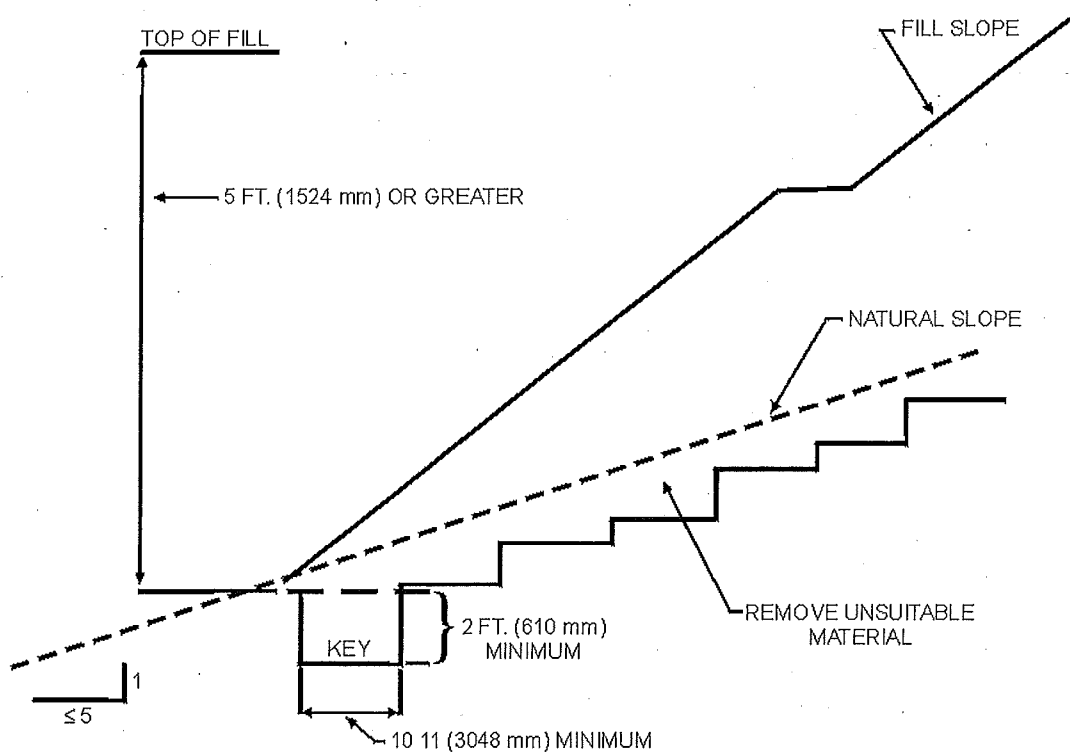 TOP OF FILL
FILL SLOPE
5 FT. (1524 mm) OR GREATER
NATURAL SLOPE
REMOVE UNSUITABLE
MATERIAL
2 FT. (610 mm)
MINIMUM
KEY
1
≤ 5
10 11 (3048 mm) MINIMUM